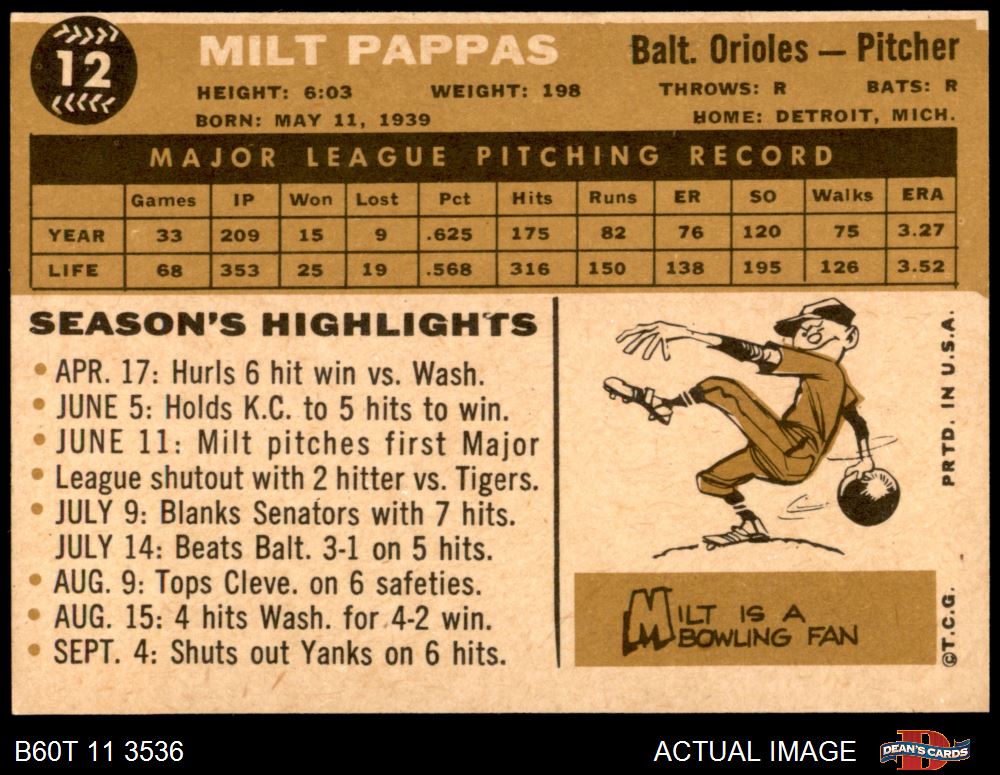 12
MILT PAPPAS
Balt. Orioles — Pitcher
HEIGHT: 6:03 WEIGHT: 198 THROWS: R BATS: R
BORN: MAY 11, 1939 HOME: DETROIT, MICH.
MAJOR LEAGUE PITCHING RECORD
Games IP Won Lost Pct Hits Runs ER SO Walks ERA
YEAR 33 209 15 9 .625 175 82 76 120 75 3.27
LIFE 68 353 25 19 .568 316 150 138 195 126 3.52
SEASON'S HIGHLIGHTS
• APR. 17: Hurls 6 hit win vs. Wash.
• JUNE 5: Holds K.C. to 5 hits to win.
• JUNE 11: Milt pitches first Major
• League shutout with 2 hitter vs. Tigers.
• JULY 9: Blanks Senators with 7 hits.
JULY 14: Beats Balt. 3-1 on 5 hits.
• AUG. 9: Tops Cleve. on 6 safeties.
• AUG. 15: 4 hits Wash. for 4-2 win.
• SEPT. 4: Shuts out Yanks on 6 hits.
MILT IS A
BOWLING FAN
©T.C.G. PRTD. IN U.S.A.
B60T 11 3536
ACTUAL IMAGE
DEAN'S CARDS